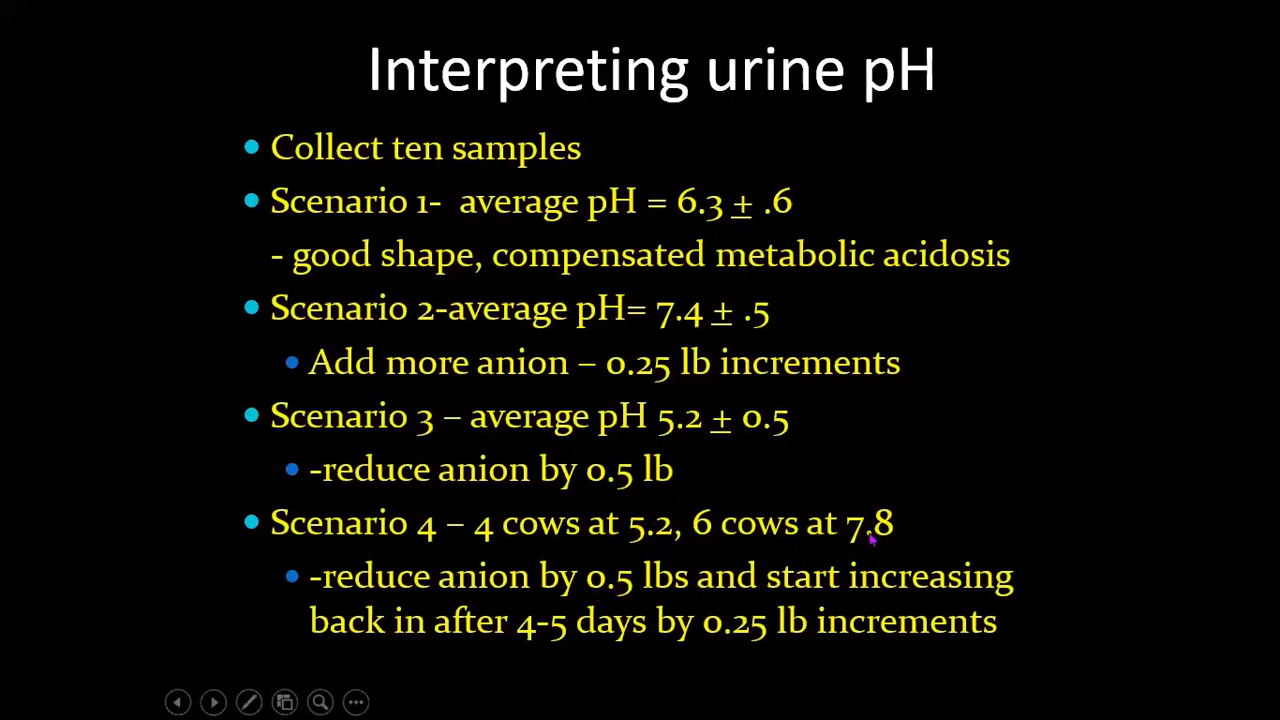 Interpreting urine pH
• Collect ten samples
• Scenario 1-  average pH = 6.3 ± .6
- good shape, compensated metabolic acidosis
• Scenario 2-average pH= 7.4 ± .5
• Add more anion – 0.25 lb increments
• Scenario 3 – average pH 5.2 ± 0.5
• -reduce anion by 0.5 lb
• Scenario 4 – 4 cows at 5.2, 6 cows at 7.8
• -reduce anion by 0.5 lbs and start increasing
back in after 4-5 days by 0.25 lb increments